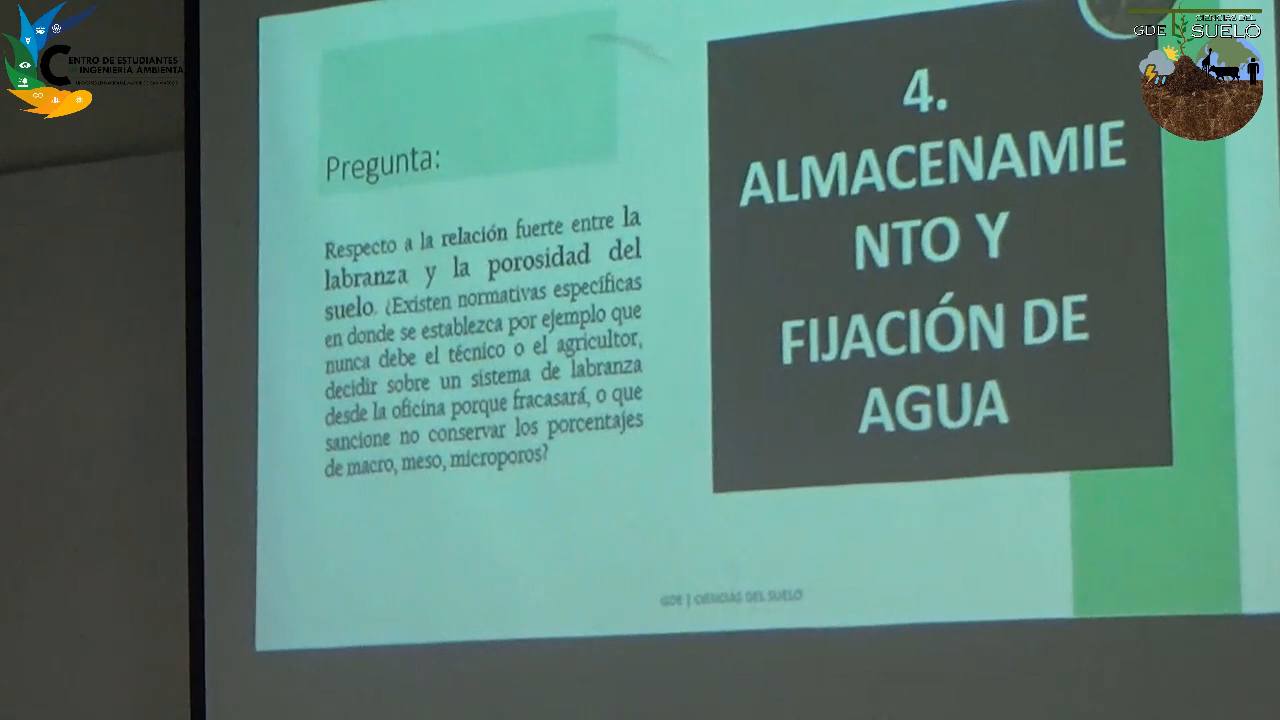 CENTRO DE ESTUDIANTES
INGENIERÍA AMBIENTAL
GDE
CIENCIAS DEL
SUELO
Pregunta:
Respecto a la relación fuerte entre la
labranza y la porosidad del
suelo. ¿Existen normativas específicas
en donde se establezca por ejemplo que
nunca debe el técnico o el agricultor,
decidir sobre un sistema de labranza
desde la oficina porque fracasará, o que
sancione no conservar los porcentajes
de macro, meso, microporos?
4.
ALMACENAMIE
NTO Y
FIJACIÓN DE
AGUA
GDE | CIENCIAS DEL SUELO